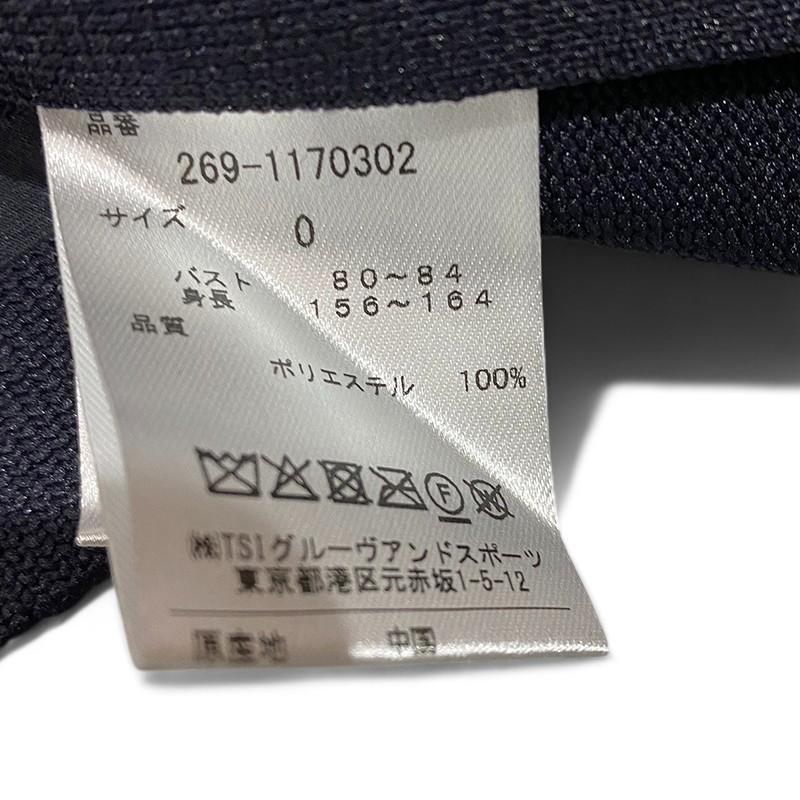 品番
269-1170302
サイズ 0
バスト 80～84
身長 156～164
品質
ポリエステル 100%
F W
㈱TSIグルーヴアンドスポーツ
東京都港区元赤坂1-5-12
原産地 中国